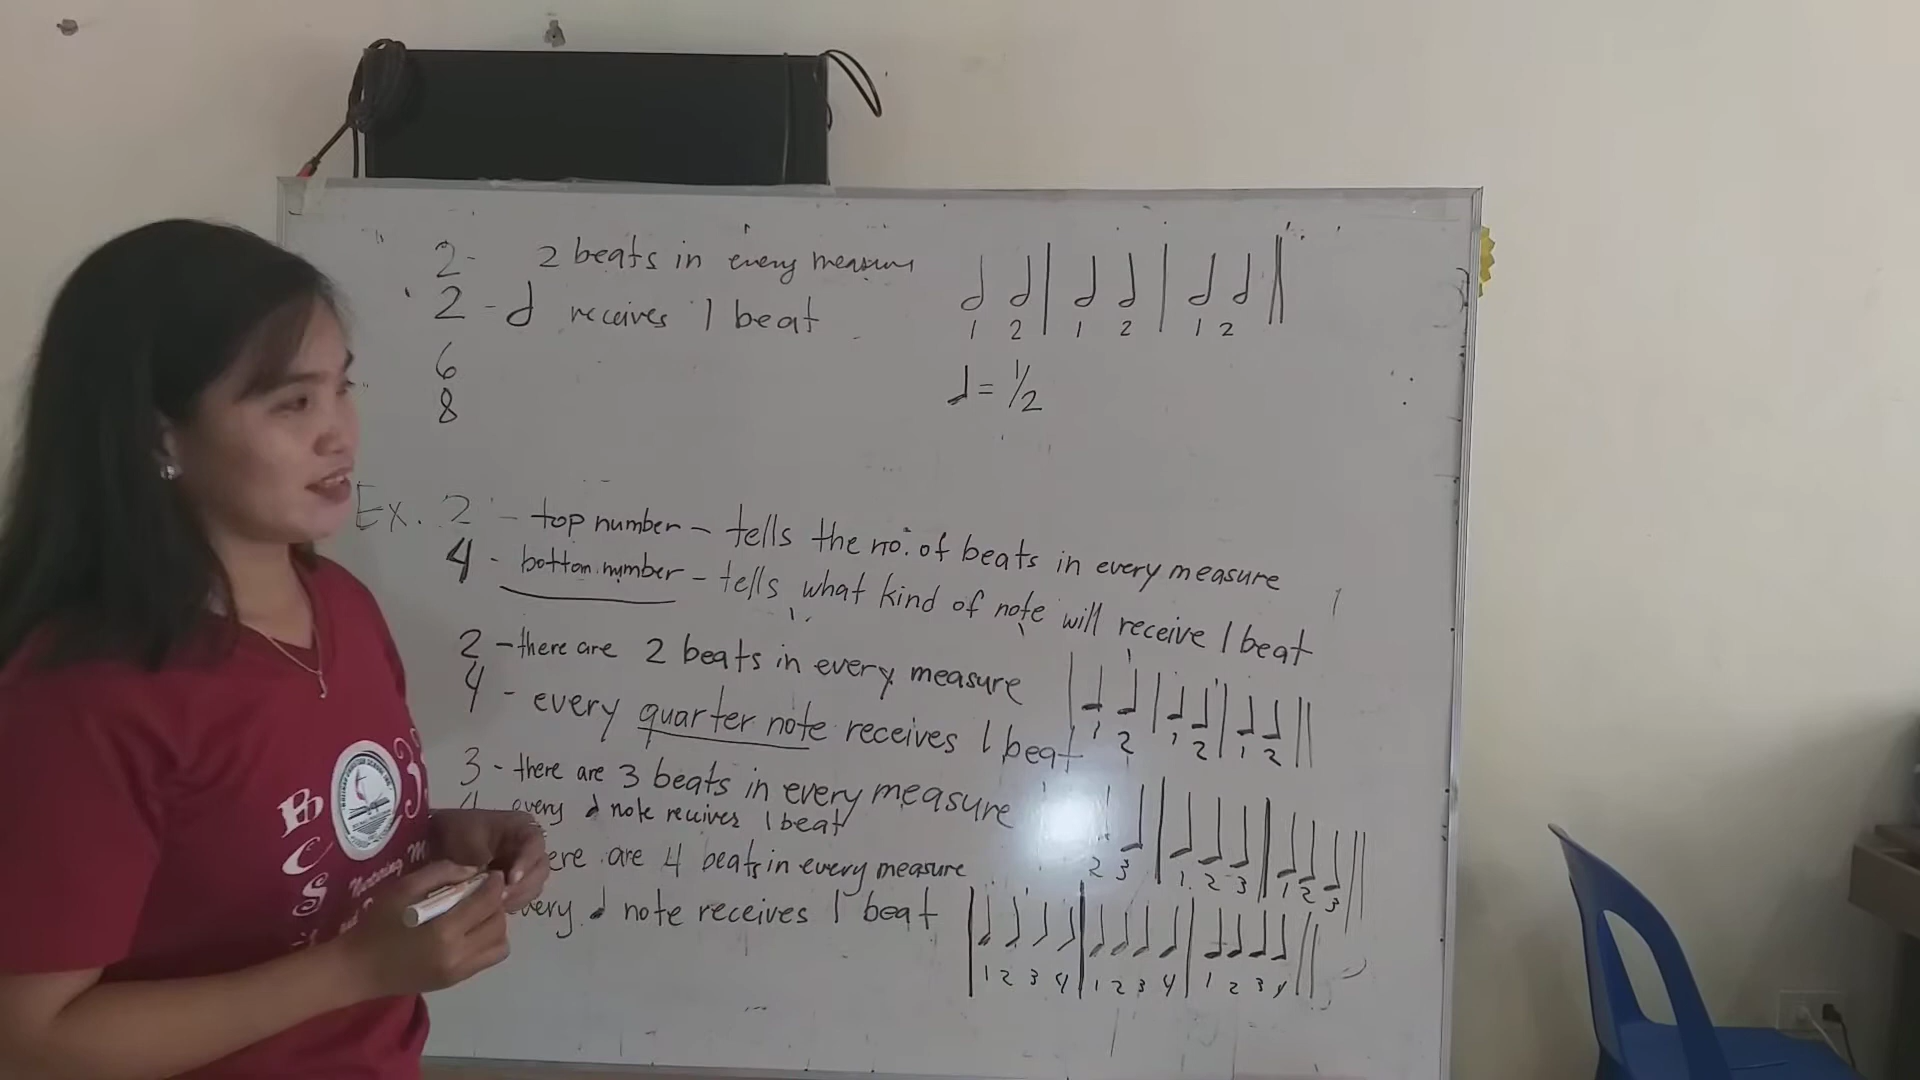 2 - 2 beats in every measure
2 - 𝅗𝅥 receives 1 beat
1 2 1 2 1 2
6
8
♩ = 1/2
Ex. 2 - top number - tells the no. of beats in every measure
4 - bottom number - tells what kind of note will receive 1 beat
2 - there are 2 beats in every measure
4 - every quarter note receives 1 beat
1 2 1 2 1 2
3 - there are 3 beats in every measure
every ♩ note receives 1 beat
2 3 1 2 3 1 2 3
ere are 4 beats in every measure
every ♩ note receives 1 beat
1 2 3 4 1 2 3 4 1 2 3 4
B
C
S